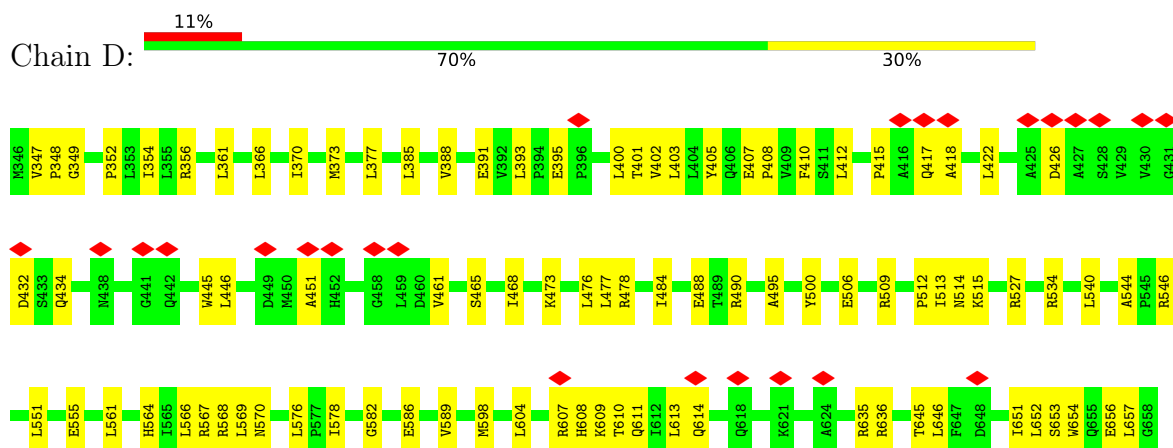 11%
Chain D:
70% 30%
M346 V347 P348 G349 P352 L353 I354 L355 R356 L361 L366 I370 M373 L377 L385 V388 E391 V392 L393 P394 E395 P396 L400 T401 V402 L403 L404 Y405 Q406 E407 P408 V409 F410 S411 L412 P415 A416 Q417 A418 L422 A425 D426 A427 S428 V429 V430 G431
D432 S433 Q434 N438 G441 Q442 W445 L446 D449 M450 A451 H452 G458 L459 D460 V461 S465 I468 K473 L476 L477 R478 I484 E488 T489 R490 A495 Y500 E506 R509 P512 I513 N514 K515 R527 R534 L540 A544 P545 R546
L551 E555 L561 H564 I565 L566 R567 R568 L569 N570 L576 P577 I578 G582 E586 V589 M598 L604 R607 H608 K609 T610 Q611 I612 L613 Q614 Q618 K621 A624 R635 R636 T645 L646 F647 D648 I651 L652 S653 W654 Q655 E656 L657 G658